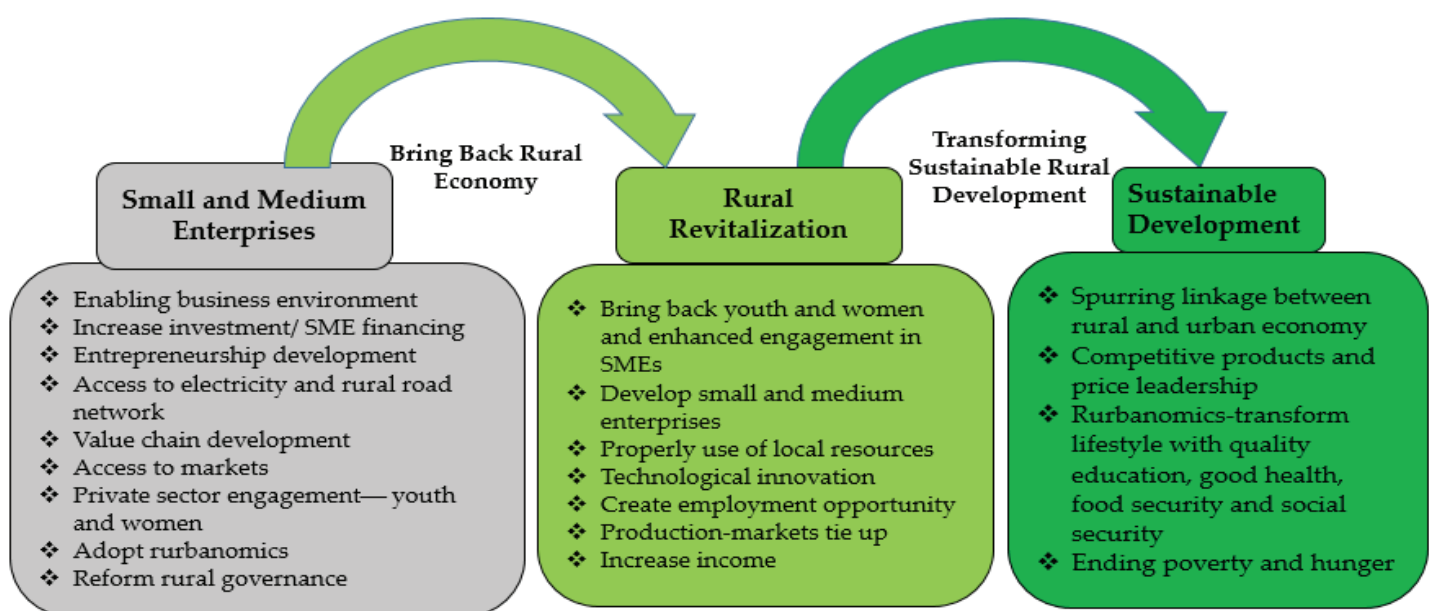 Bring Back Rural
Economy
Transforming
Sustainable Rural
Development
Small and Medium
Enterprises
❖ Enabling business environment
❖ Increase investment/ SME financing
❖ Entrepreneurship development
❖ Access to electricity and rural road
network
❖ Value chain development
❖ Access to markets
❖ Private sector engagement— youth
and women
❖ Adopt rurbanomics
❖ Reform rural governance
Rural
Revitalization
❖ Bring back youth and women
and enhanced engagement in
SMEs
❖ Develop small and medium
enterprises
❖ Properly use of local resources
❖ Technological innovation
❖ Create employment opportunity
❖ Production-markets tie up
❖ Increase income
Sustainable
Development
❖ Spurring linkage between
rural and urban economy
❖ Competitive products and
price leadership
❖ Rurbanomics-transform
lifestyle with quality
education, good health,
food security and social
security
❖ Ending poverty and hunger